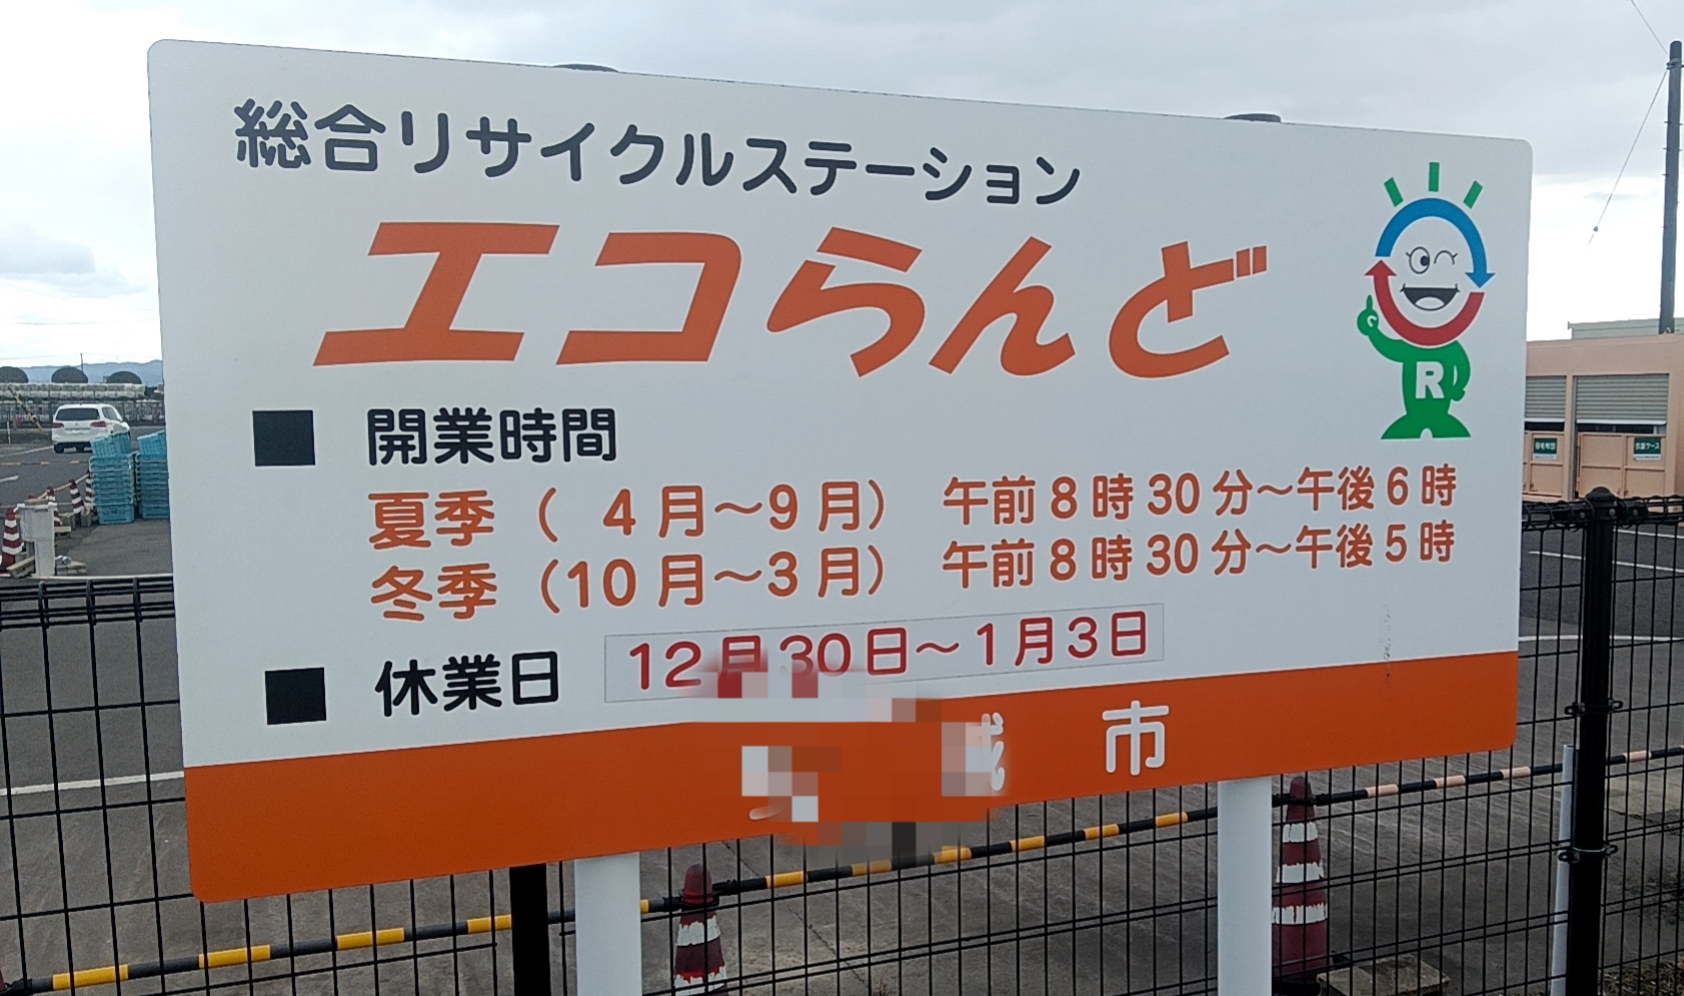 総合リサイクルステーション
エコらんど
■ 開業時間
夏季（ 4月～9月） 午前8時30分～午後6時
冬季（10月～3月） 午前8時30分～午後5時
■ 休業日 12月30日～1月3日
市
R